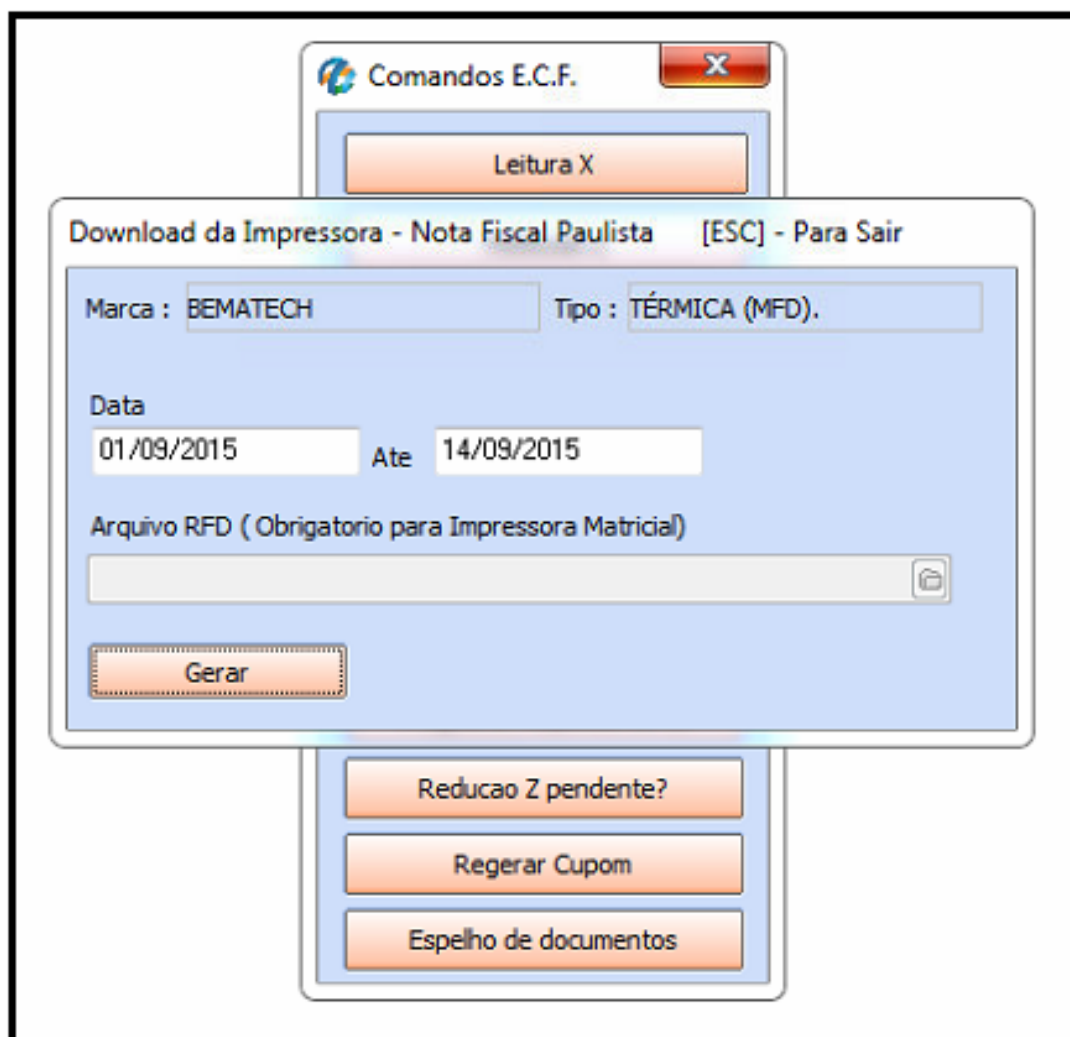 Comandos E.C.F.
Leitura X
Download da Impressora - Nota Fiscal Paulista [ESC] - Para Sair
Marca : BEMATECH Tipo : TÉRMICA (MFD).
Data
01/09/2015 Ate 14/09/2015
Arquivo RFD ( Obrigatorio para Impressora Matricial)
Gerar
Reducao Z pendente?
Regerar Cupom
Espelho de documentos